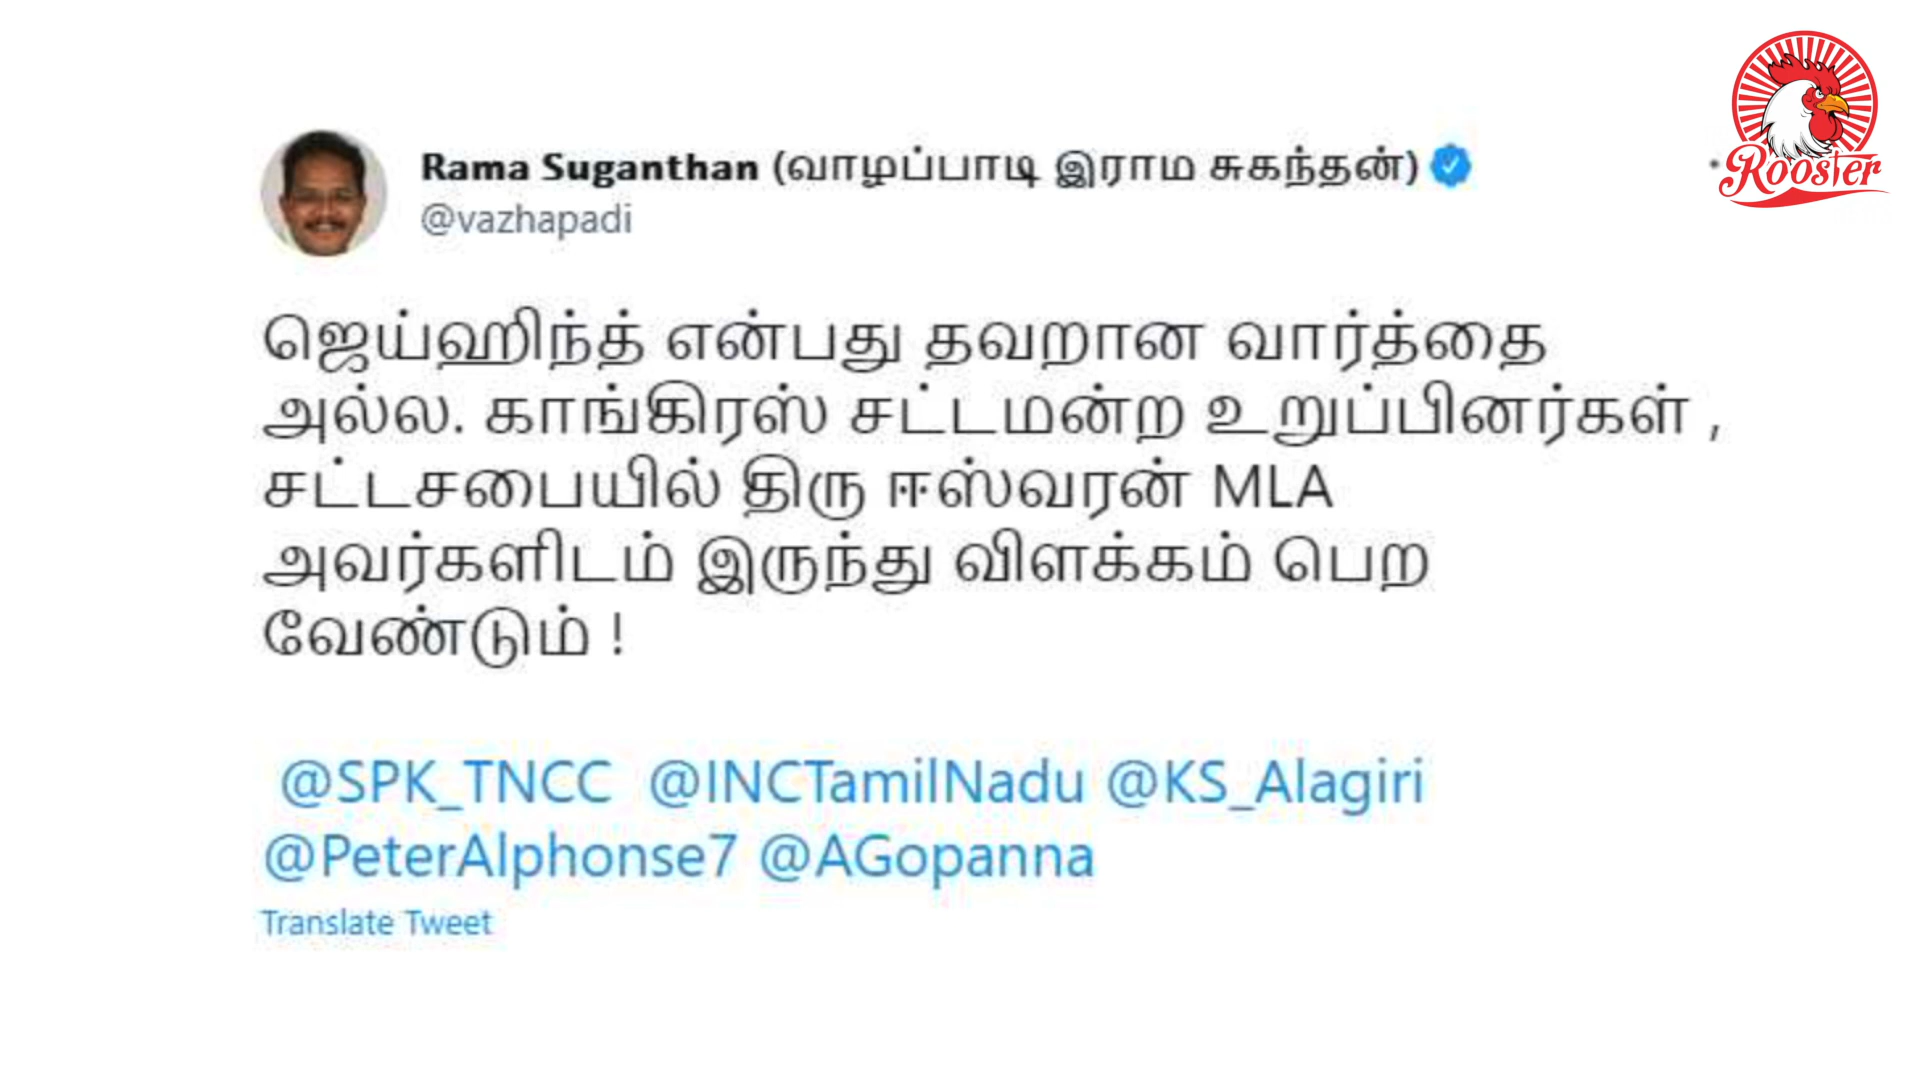 Rama Suganthan (வாழப்பாடி இராம சுகந்தன்)
@vazhapadi
Rooster
ஜெய்ஹிந்த் என்பது தவறான வார்த்தை
அல்ல. காங்கிரஸ் சட்டமன்ற உறுப்பினர்கள் ,
சட்டசபையில் திரு ஈஸ்வரன் MLA
அவர்களிடம் இருந்து விளக்கம் பெற
வேண்டும் !
@SPK_TNCC @INCTamilNadu @KS_Alagiri
@PeterAlphonse7 @AGopanna
Translate Tweet